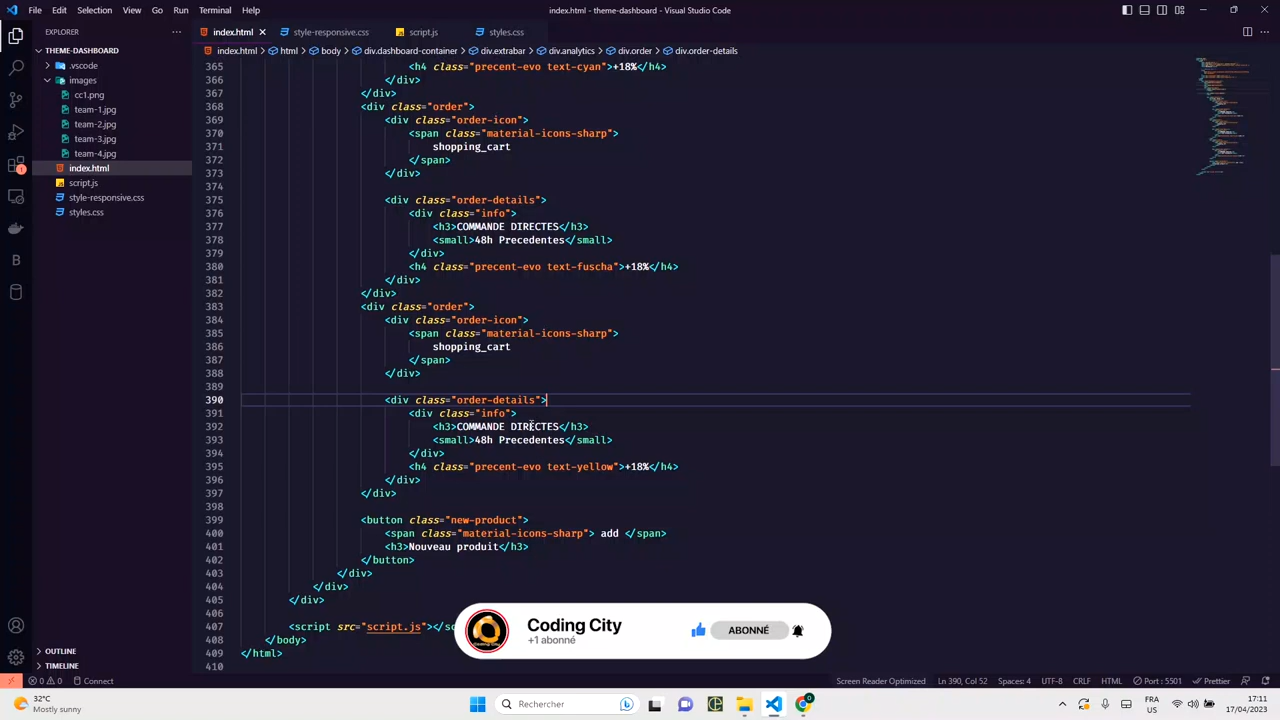 File Edit Selection View Go Run Terminal Help
index.html - theme-dashboard - Visual Studio Code
EXPLORER
THEME-DASHBOARD
.vscode
images
cc1.png
team-1.jpg
team-2.jpg
team-3.jpg
team-4.jpg
index.html
script.js
style-responsive.css
styles.css
OUTLINE
TIMELINE
index.html style-responsive.css script.js styles.css
index.html > html > body > div.dashboard-container > div.extrabar > div.analytics > div.order > div.order-details
365 <h4 class="precent-evo text-cyan">+18%</h4>
366 </div>
367 </div>
368 <div class="order">
369 <div class="order-icon">
370 <span class="material-icons-sharp">
371 shopping_cart
372 </span>
373 </div>
374
375 <div class="order-details">
376 <div class="info">
377 <h3>COMMANDE DIRECTES</h3>
378 <small>48h Precedentes</small>
379 </div>
380 <h4 class="precent-evo text-fuscha">+18%</h4>
381 </div>
382 </div>
383 <div class="order">
384 <div class="order-icon">
385 <span class="material-icons-sharp">
386 shopping_cart
387 </span>
388 </div>
389
390 <div class="order-details">
391 <div class="info">
392 <h3>COMMANDE DIRECTES</h3>
393 <small>48h Precedentes</small>
394 </div>
395 <h4 class="precent-evo text-yellow">+18%</h4>
396 </div>
397 </div>
398
399 <button class="new-product">
400 <span class="material-icons-sharp"> add </span>
401 <h3>Nouveau produit</h3>
402 </button>
403 </div>
404 </div>
405 </div>
406
407 <script src="script.js"></sc
408 </body>
409 </html>
410
Coding City
+1 abonné
ABONNÉ
0 0 Connect
Screen Reader Optimized Ln 390, Col 52 Spaces: 4 UTF-8 CRLF HTML Port : 5501 Prettier
32°C
Mostly sunny
Rechercher
FRA
US
17:11
17/04/2023